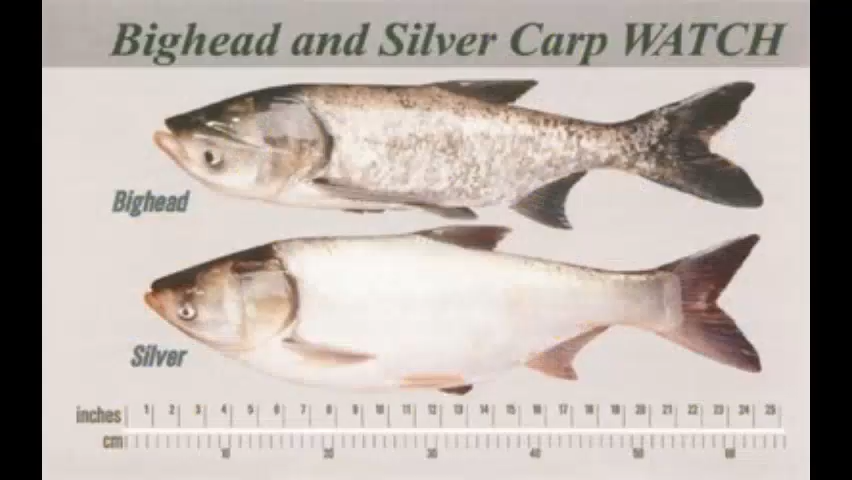 Bighead and Silver Carp WATCH
Bighead
Silver
inches 1 2 3 4 5 6 7 8 9 10 11 12 13 14 15 16 17 18 19 20 21 22 23 24 25
cm 10 20 30 40 50 60